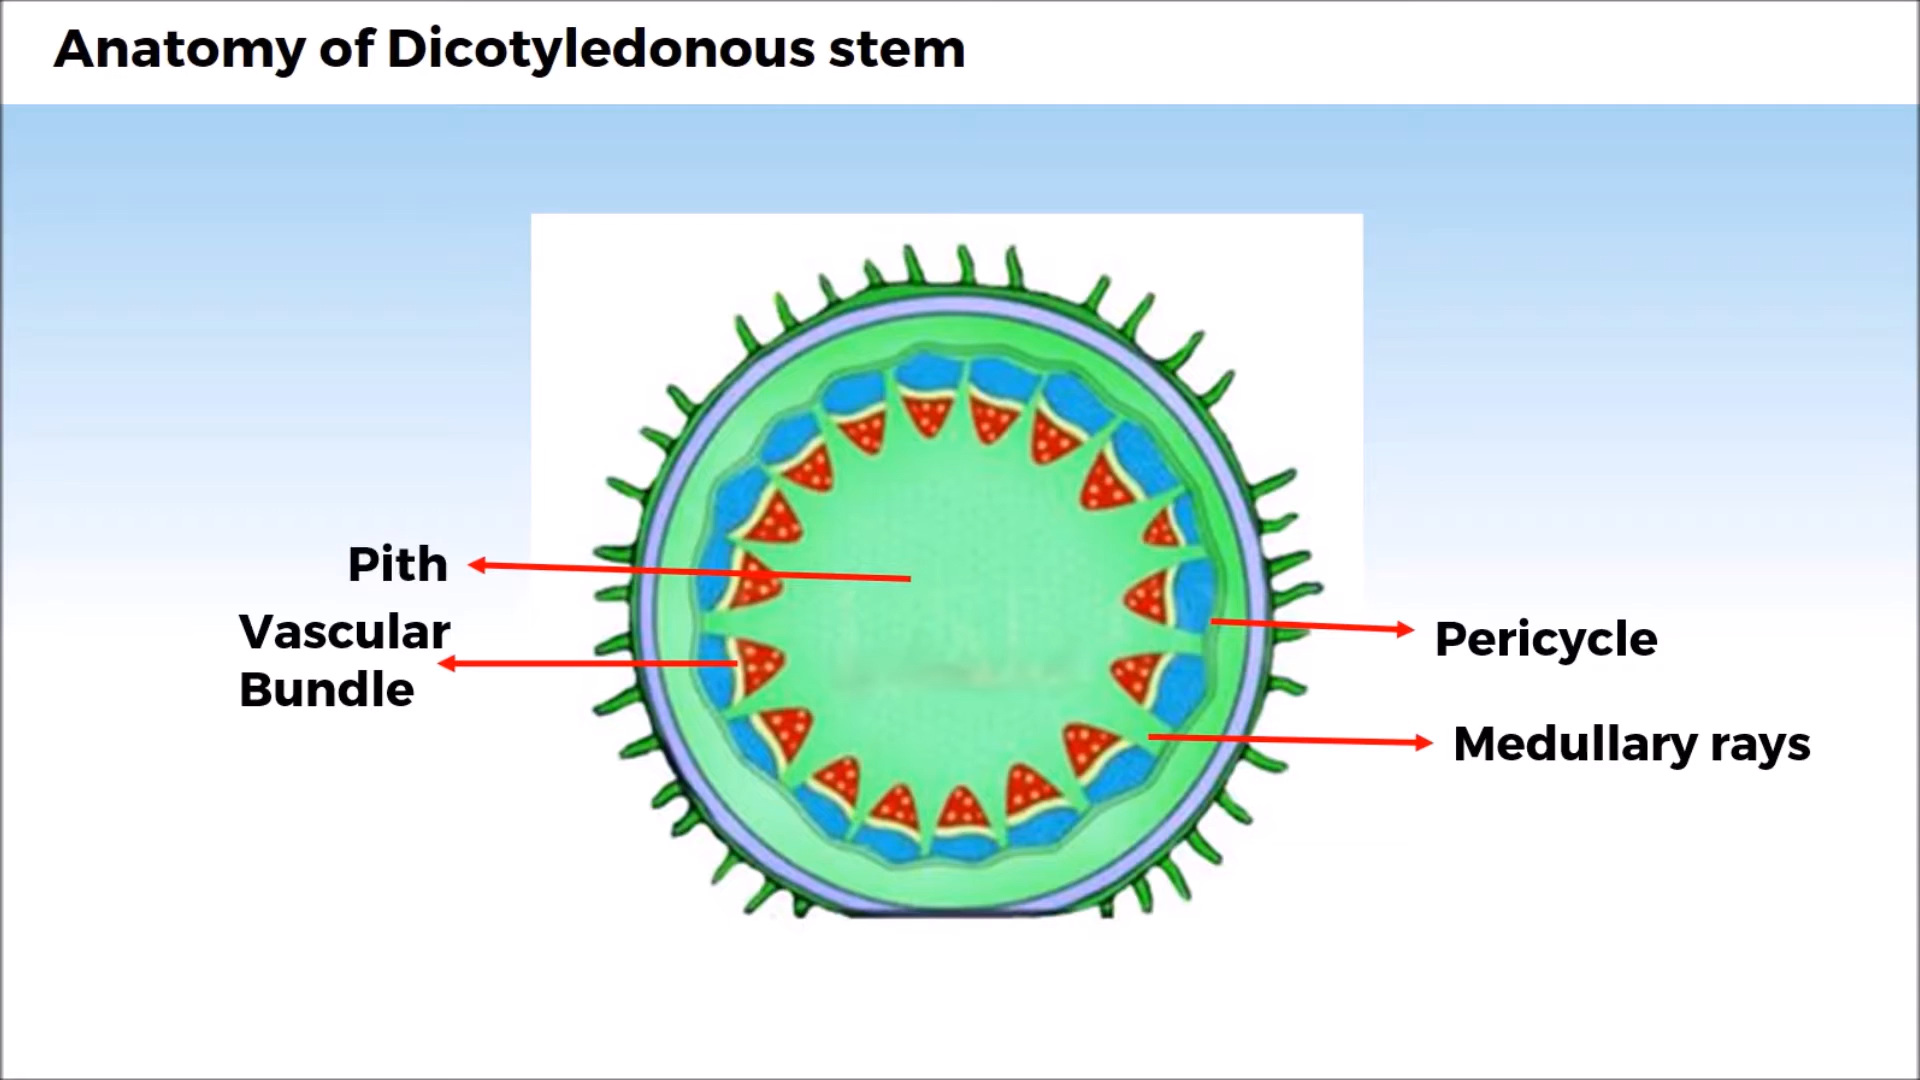 Anatomy of Dicotyledonous stem
Pith
Vascular
Bundle
Pericycle
Medullary rays